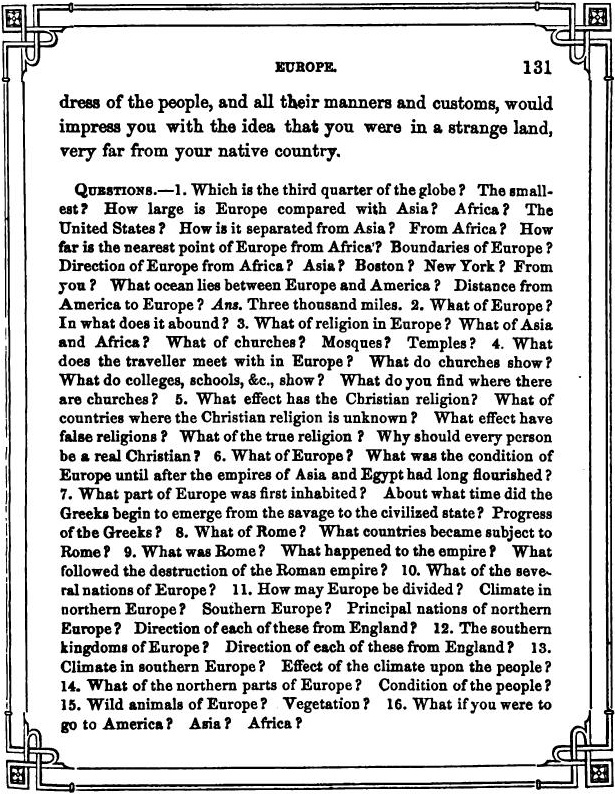 EUROPE. 131
dress of the people, and all their manners and customs, would
impress you with the idea that you were in a strange land,
very far from your native country.
QUESTIONS.—1. Which is the third quarter of the globe? The small-
est? How large is Europe compared with Asia? Africa? The
United States? How is it separated from Asia? From Africa? How
far is the nearest point of Europe from Africa'? Boundaries of Europe?
Direction of Europe from Africa? Asia? Boston? New York? From
you? What ocean lies between Europe and America? Distance from
America to Europe? Ans. Three thousand miles. 2. What of Europe?
In what does it abound? 3. What of religion in Europe? What of Asia
and Africa? What of churches? Mosques? Temples? 4. What
does the traveller meet with in Europe? What do churches show?
What do colleges, schools, &c., show? What do you find where there
are churches? 5. What effect has the Christian religion? What of
countries where the Christian religion is unknown? What effect have
false religions? What of the true religion? Why should every person
be a real Christian? 6. What of Europe? What was the condition of
Europe until after the empires of Asia and Egypt had long flourished?
7. What part of Europe was first inhabited? About what time did the
Greeks begin to emerge from the savage to the civilized state? Progress
of the Greeks? 8. What of Rome? What countries became subject to
Rome? 9. What was Rome? What happened to the empire? What
followed the destruction of the Roman empire? 10. What of the seve-
ral nations of Europe? 11. How may Europe be divided? Climate in
northern Europe? Southern Europe? Principal nations of northern
Europe? Direction of each of these from England? 12. The southern
kingdoms of Europe? Direction of each of these from England? 13.
Climate in southern Europe? Effect of the climate upon the people?
14. What of the northern parts of Europe? Condition of the people?
15. Wild animals of Europe? Vegetation? 16. What if you were to
go to America? Asia? Africa?